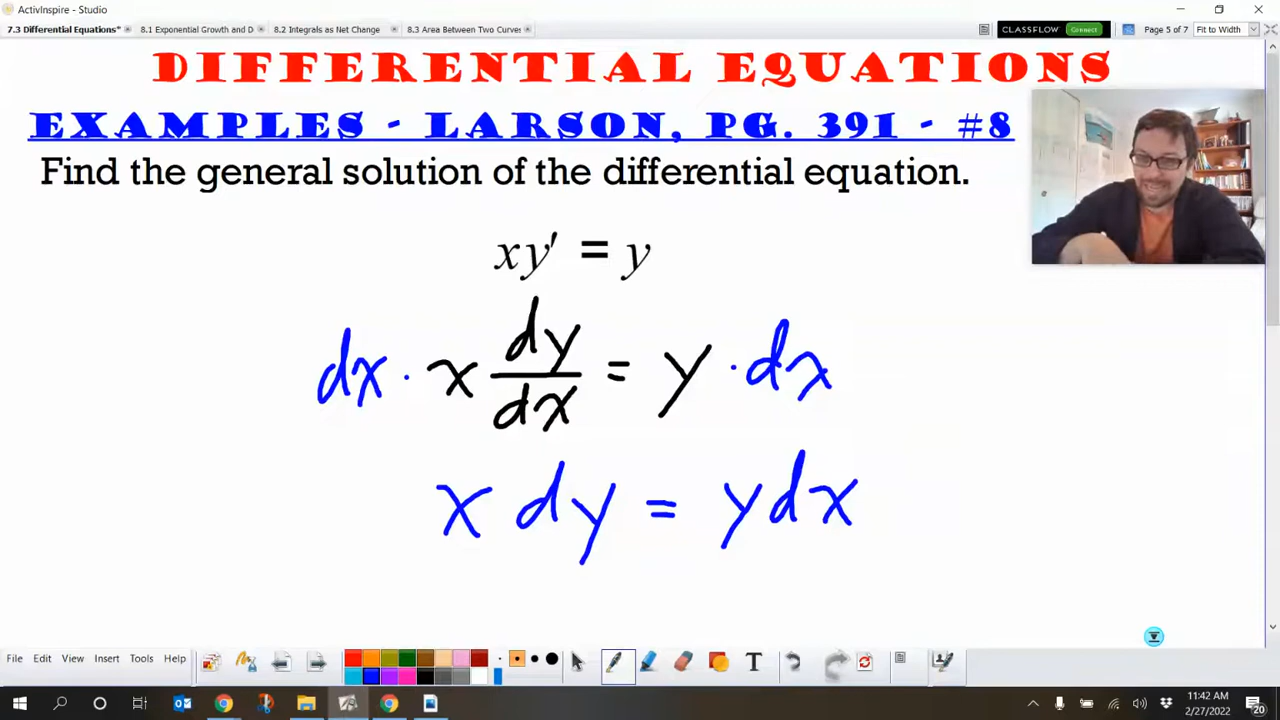 ActivInspire - Studio
7.3 Differential Equations* 8.1 Exponential Growth and D 8.2 Integrals as Net Change 8.3 Area Between Two Curves CLASSFLOW Connect Page 5 of 7 Fit to Width
DIFFERENTIAL EQUATIONS
EXAMPLES - LARSON, PG. 391 - #8
Find the general solution of the differential equation.
xy' = y
dx · x dy/dx = y · dx
x dy = y dx
File Edit View Insert Tools Help
11:42 AM
2/27/2022
20